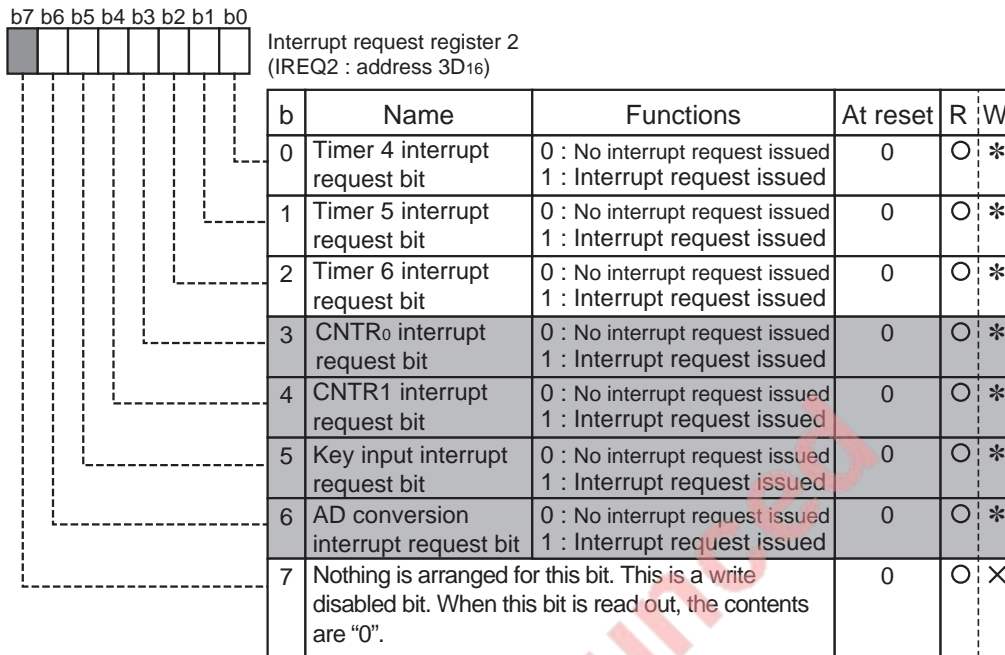 b7 b6 b5 b4 b3 b2 b1 b0
Interrupt request register 2
(IREQ2 : address 3D16)
b Name Functions At reset R W
0 Timer 4 interrupt request bit 0 : No interrupt request issued 1 : Interrupt request issued 0 ○ ✻
1 Timer 5 interrupt request bit 0 : No interrupt request issued 1 : Interrupt request issued 0 ○ ✻
2 Timer 6 interrupt request bit 0 : No interrupt request issued 1 : Interrupt request issued 0 ○ ✻
3 CNTR0 interrupt request bit 0 : No interrupt request issued 1 : Interrupt request issued 0 ○ ✻
4 CNTR1 interrupt request bit 0 : No interrupt request issued 1 : Interrupt request issued 0 ○ ✻
5 Key input interrupt request bit 0 : No interrupt request issued 1 : Interrupt request issued 0 ○ ✻
6 AD conversion interrupt request bit 0 : No interrupt request issued 1 : Interrupt request issued 0 ○ ✻
7 Nothing is arranged for this bit. This is a write 0 ○ ×
disabled bit. When this bit is read out, the contents
are “0”.